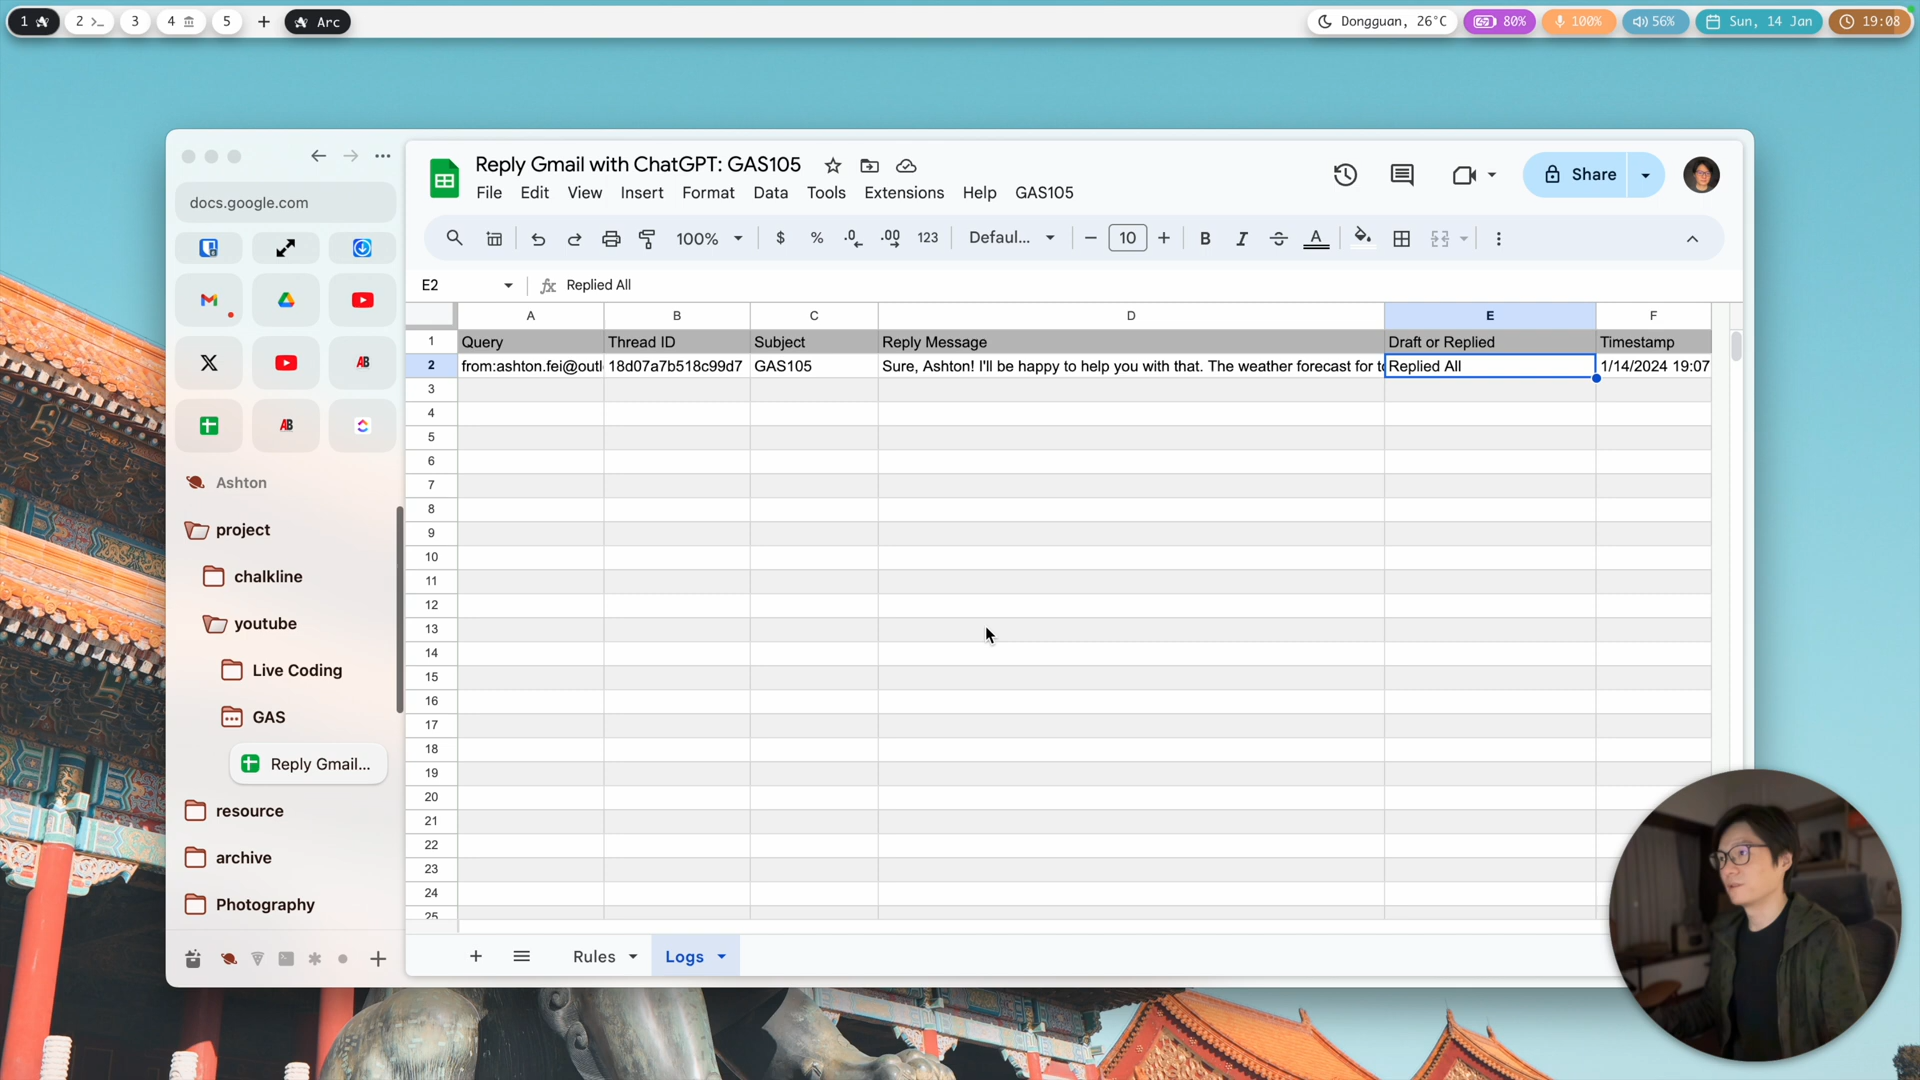 1
2
3
4
5
+
Arc
Dongguan, 26°C
80%
100%
56%
Sun, 14 Jan
19:08
docs.google.com
Ashton
project
chalkline
youtube
Live Coding
GAS
Reply Gmail...
resource
archive
Photography
Reply Gmail with ChatGPT: GAS105
File Edit View Insert Format Data Tools Extensions Help GAS105
Share
100% $ % .0 .00 123 Defaul... − 10 + B I S A
E2 fx Replied All
A B C D E F
1 Query Thread ID Subject Reply Message Draft or Replied Timestamp
2 from:ashton.fei@outl 18d07a7b518c99d7 GAS105 Sure, Ashton! I'll be happy to help you with that. The weather forecast for to Replied All 1/14/2024 19:07
3
4
5
6
7
8
9
10
11
12
13
14
15
16
17
18
19
20
21
22
23
24
25
Rules Logs